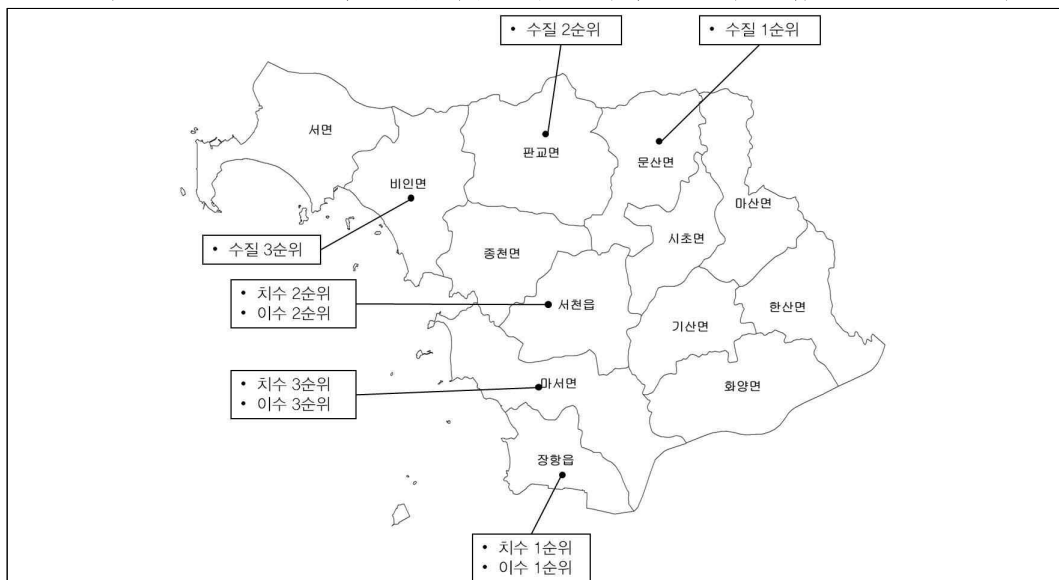 • 수질 2순위
• 수질 1순위
서면
판교면
문산면
비인면
마산면
• 수질 3순위
시초면
종천면
• 치수 2순위
• 이수 2순위
서천읍
한산면
기산면
• 치수 3순위
• 이수 3순위
마서면
화양면
장항읍
• 치수 1순위
• 이수 1순위